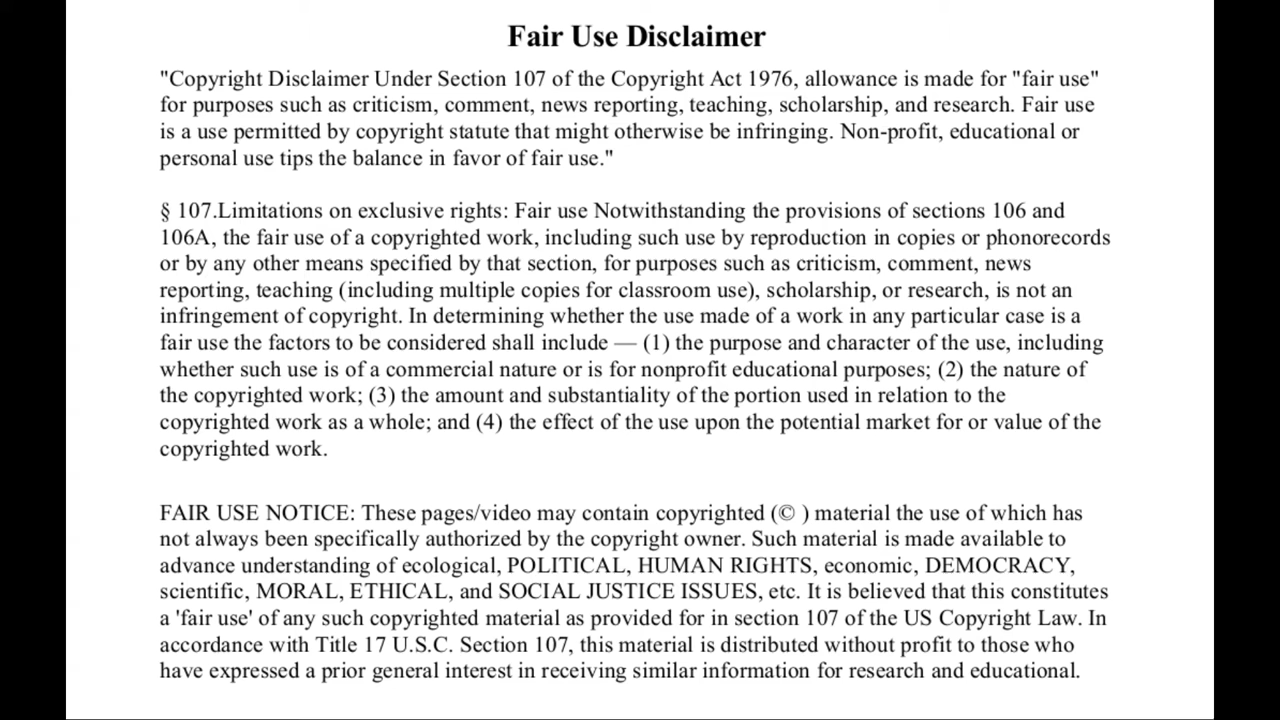 Fair Use Disclaimer
"Copyright Disclaimer Under Section 107 of the Copyright Act 1976, allowance is made for "fair use"
for purposes such as criticism, comment, news reporting, teaching, scholarship, and research. Fair use
is a use permitted by copyright statute that might otherwise be infringing. Non-profit, educational or
personal use tips the balance in favor of fair use."
§ 107.Limitations on exclusive rights: Fair use Notwithstanding the provisions of sections 106 and
106A, the fair use of a copyrighted work, including such use by reproduction in copies or phonorecords
or by any other means specified by that section, for purposes such as criticism, comment, news
reporting, teaching (including multiple copies for classroom use), scholarship, or research, is not an
infringement of copyright. In determining whether the use made of a work in any particular case is a
fair use the factors to be considered shall include — (1) the purpose and character of the use, including
whether such use is of a commercial nature or is for nonprofit educational purposes; (2) the nature of
the copyrighted work; (3) the amount and substantiality of the portion used in relation to the
copyrighted work as a whole; and (4) the effect of the use upon the potential market for or value of the
copyrighted work.
FAIR USE NOTICE: These pages/video may contain copyrighted (© ) material the use of which has
not always been specifically authorized by the copyright owner. Such material is made available to
advance understanding of ecological, POLITICAL, HUMAN RIGHTS, economic, DEMOCRACY,
scientific, MORAL, ETHICAL, and SOCIAL JUSTICE ISSUES, etc. It is believed that this constitutes
a 'fair use' of any such copyrighted material as provided for in section 107 of the US Copyright Law. In
accordance with Title 17 U.S.C. Section 107, this material is distributed without profit to those who
have expressed a prior general interest in receiving similar information for research and educational.